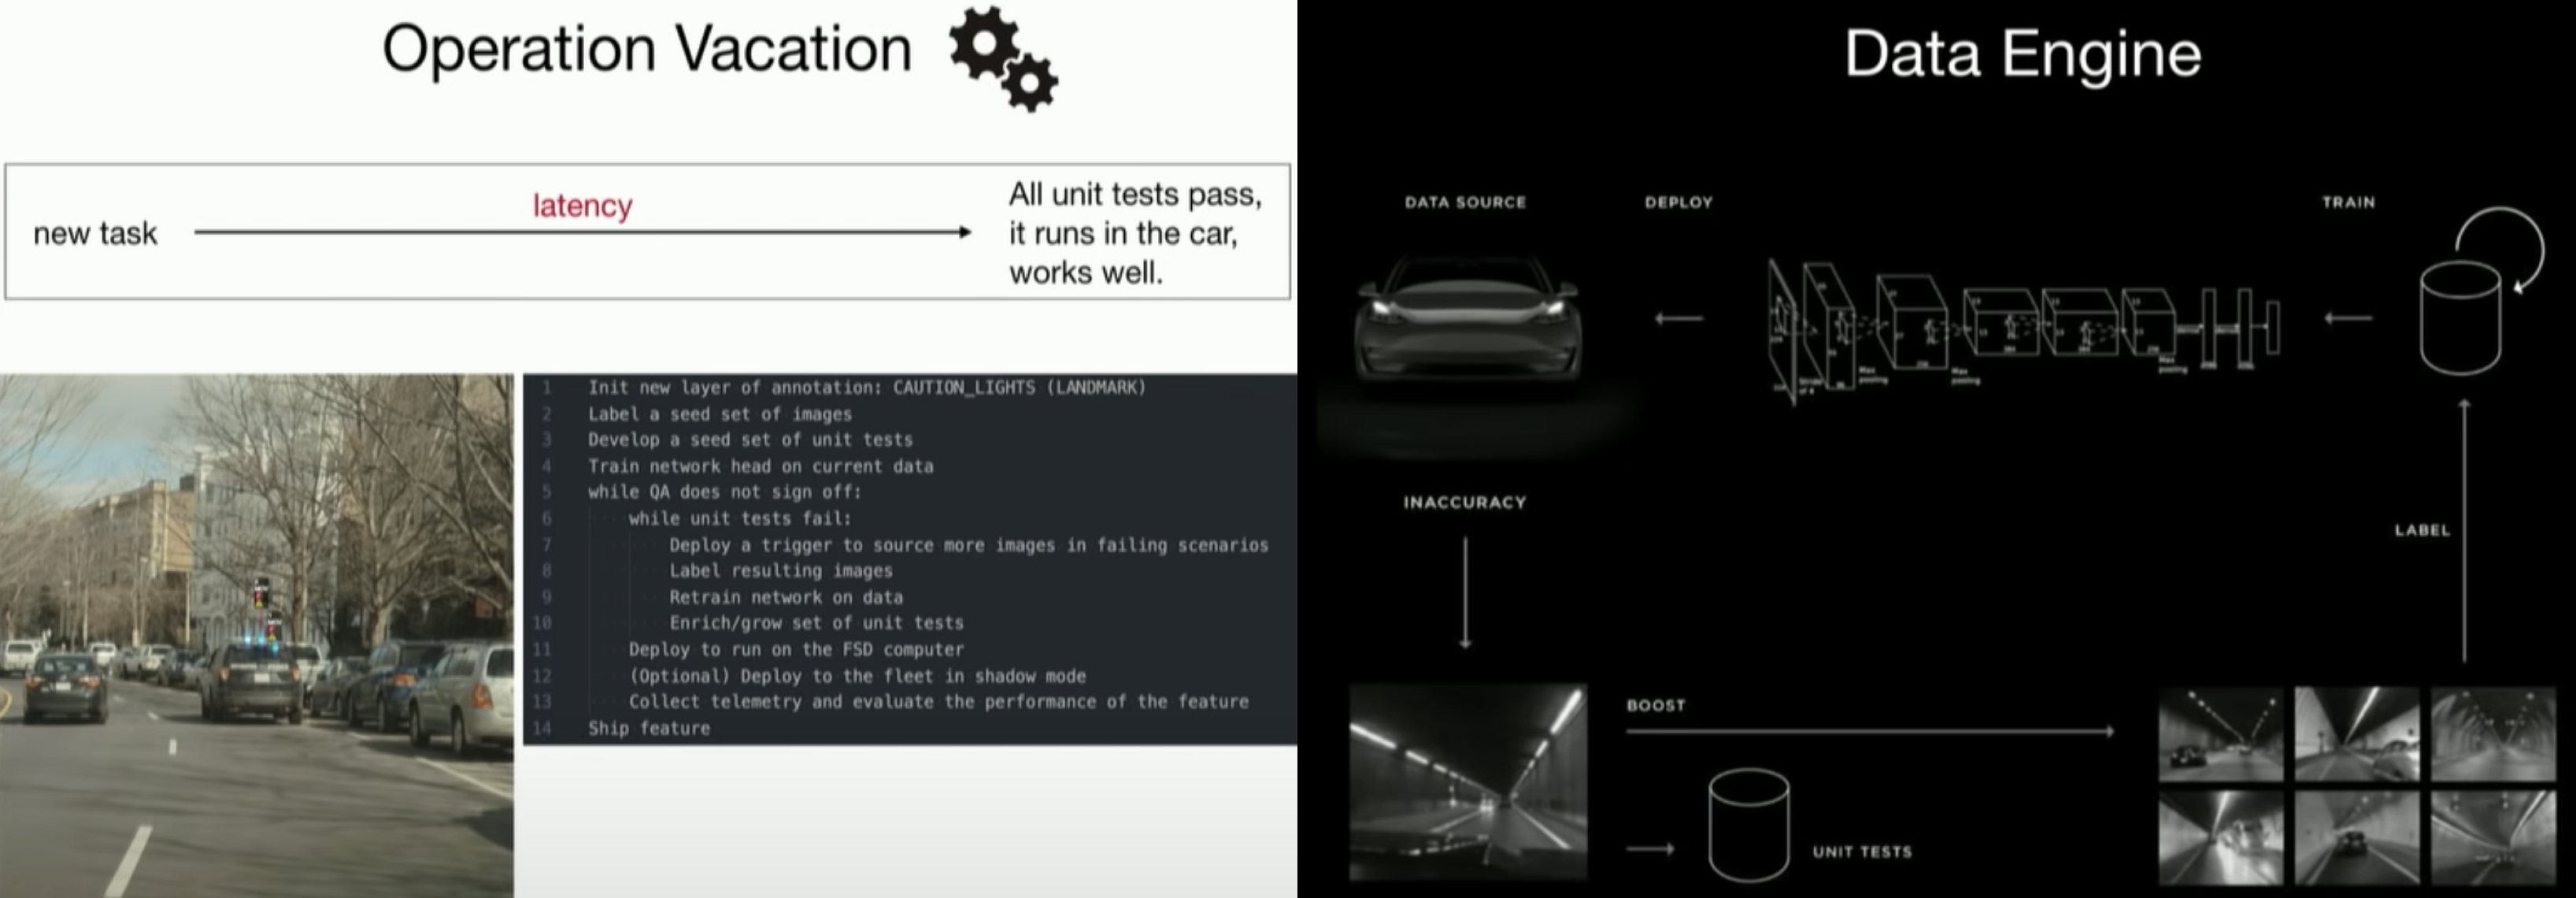 Operation Vacation
new task
latency
All unit tests pass,
it runs in the car,
works well.
1 Init new layer of annotation: CAUTION_LIGHTS (LANDMARK)
2 Label a seed set of images
3 Develop a seed set of unit tests
4 Train network head on current data
5 while QA does not sign off:
6 while unit tests fail:
7 Deploy a trigger to source more images in failing scenarios
8 Label resulting images
9 Retrain network on data
10 Enrich/grow set of unit tests
11 Deploy to run on the FSD computer
12 (Optional) Deploy to the fleet in shadow mode
13 Collect telemetry and evaluate the performance of the feature
14 Ship feature
Data Engine
DATA SOURCE
DEPLOY
TRAIN
Max
pooling
Max
pooling
Max
pooling
INACCURACY
LABEL
BOOST
UNIT TESTS